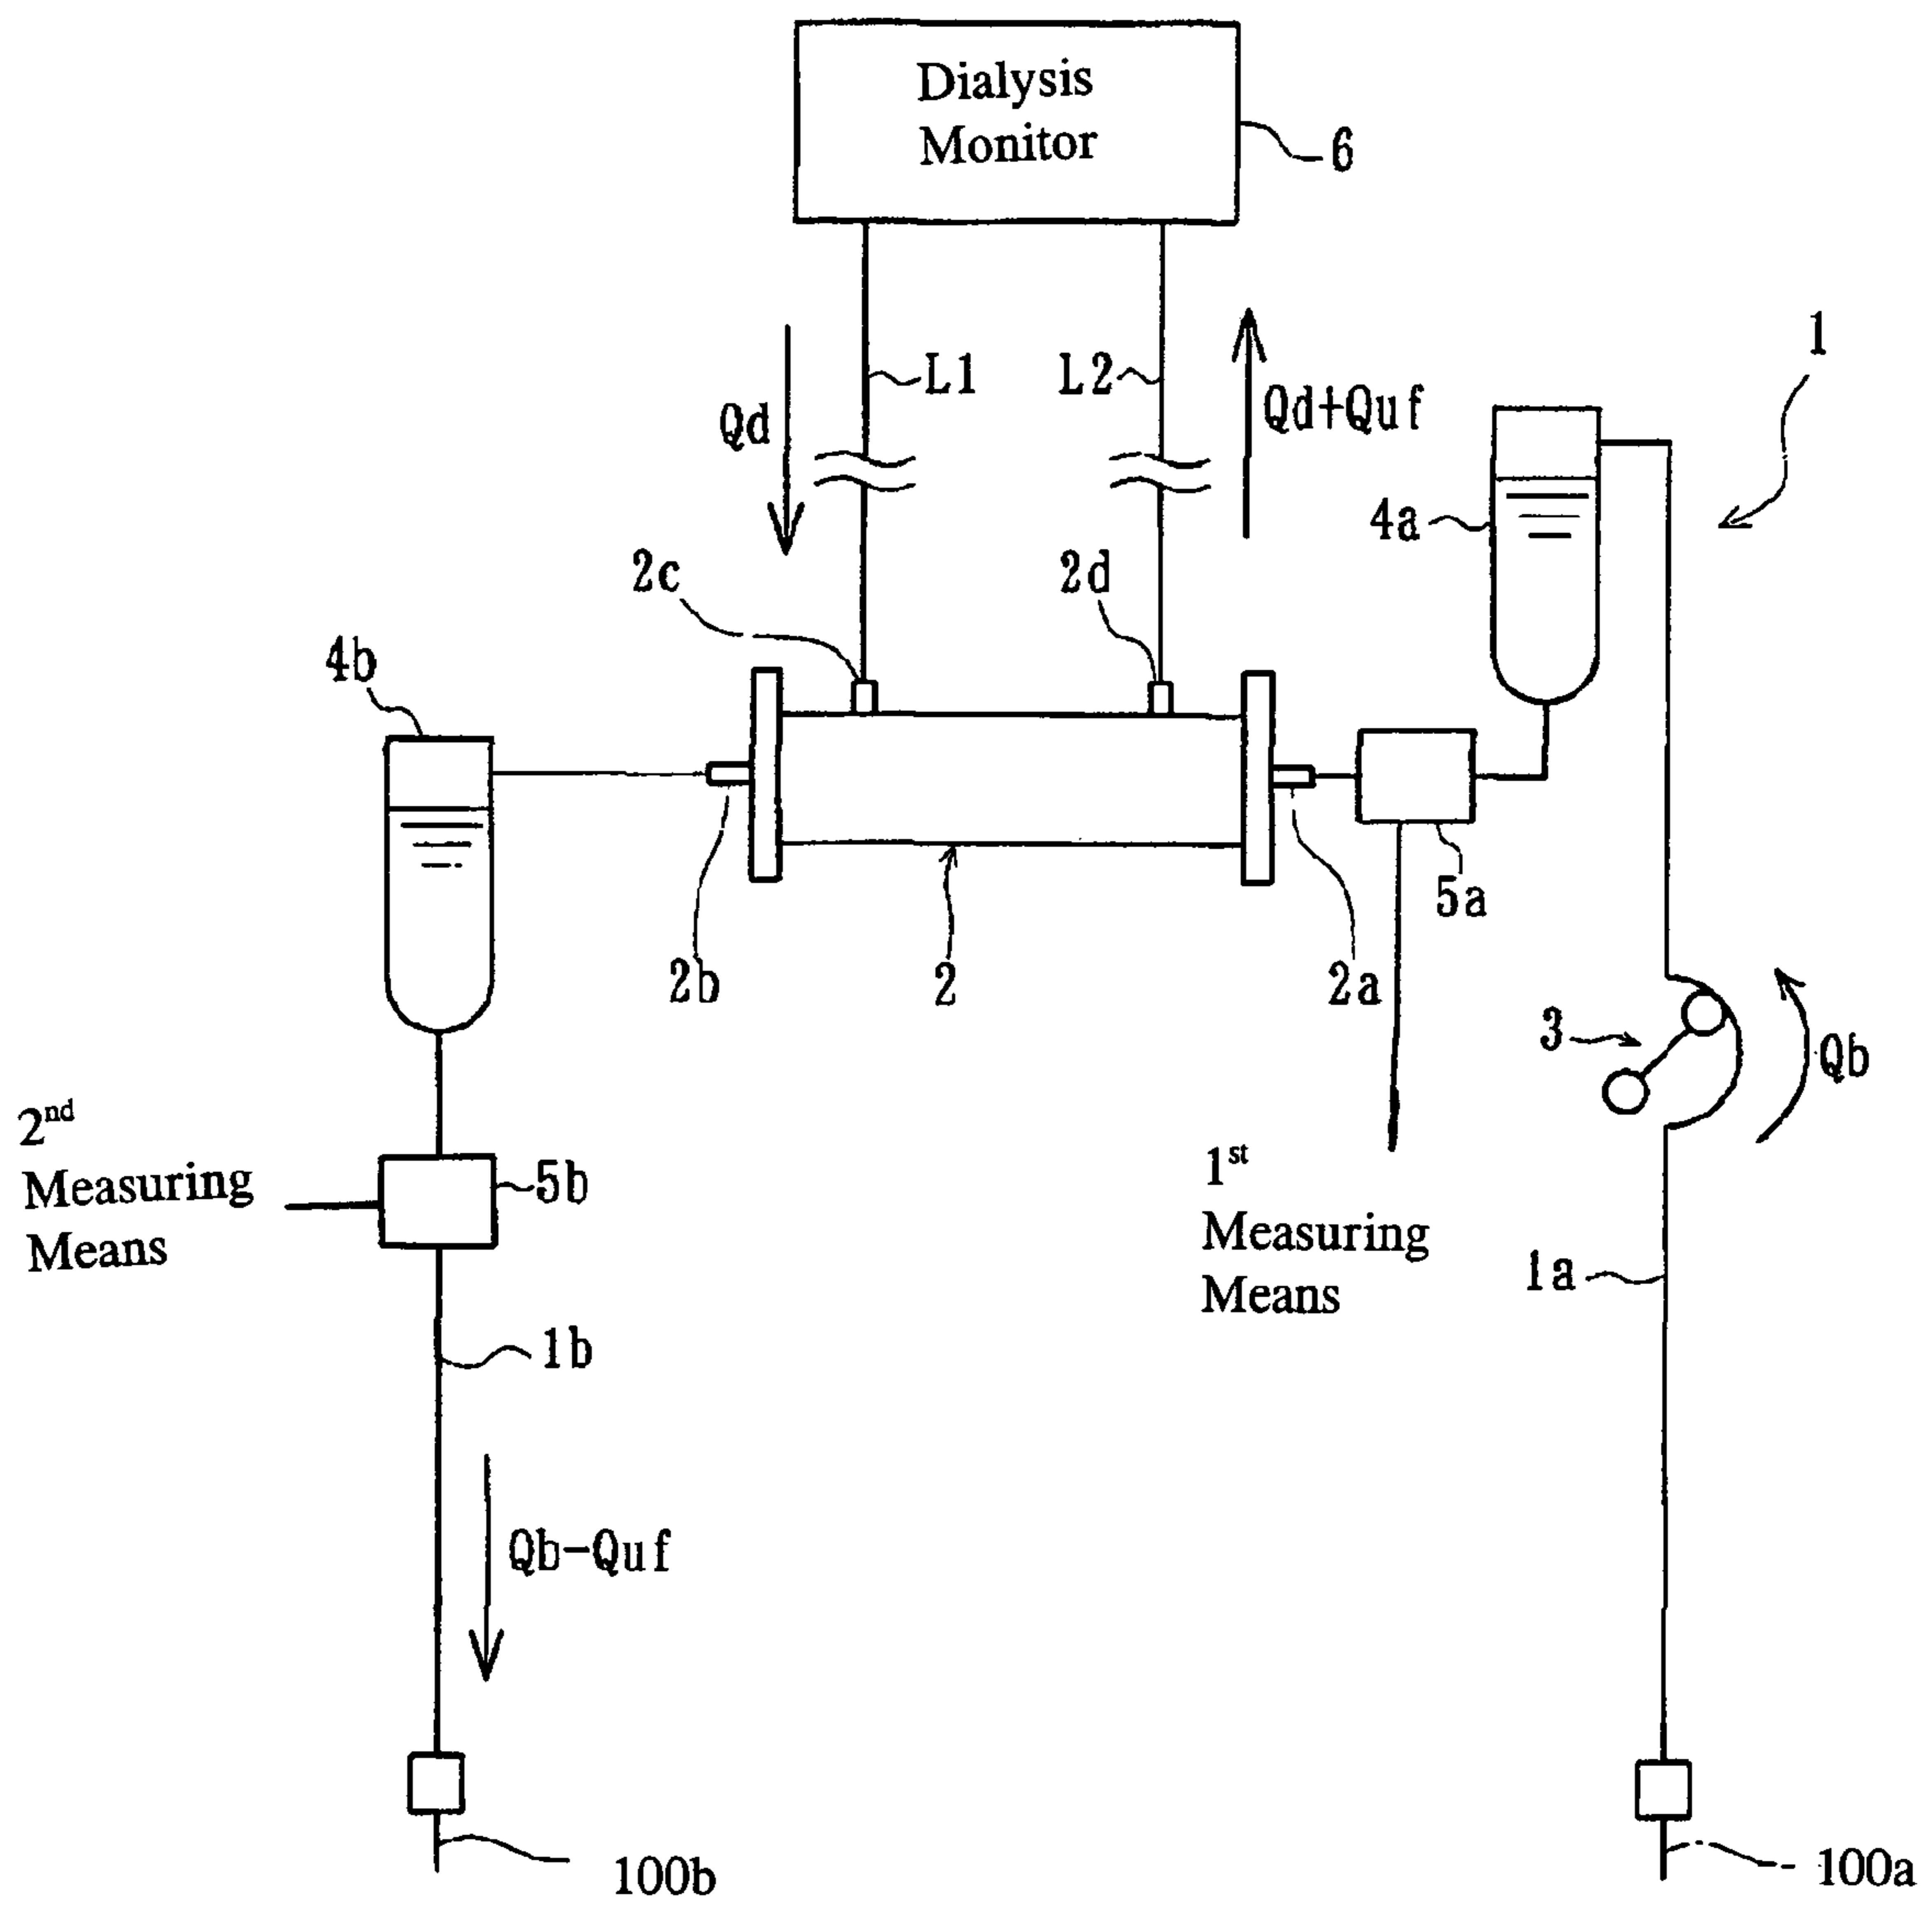 Dialysis
Monitor
6
1
L1
L2
Qd
Qd+Quf
4a
2c
2d
4b
5a
2b
2
2a
3
Qb
2nd
Measuring
Means
5b
1st
Measuring
Means
1a
1b
Qb-Quf
100b
100a